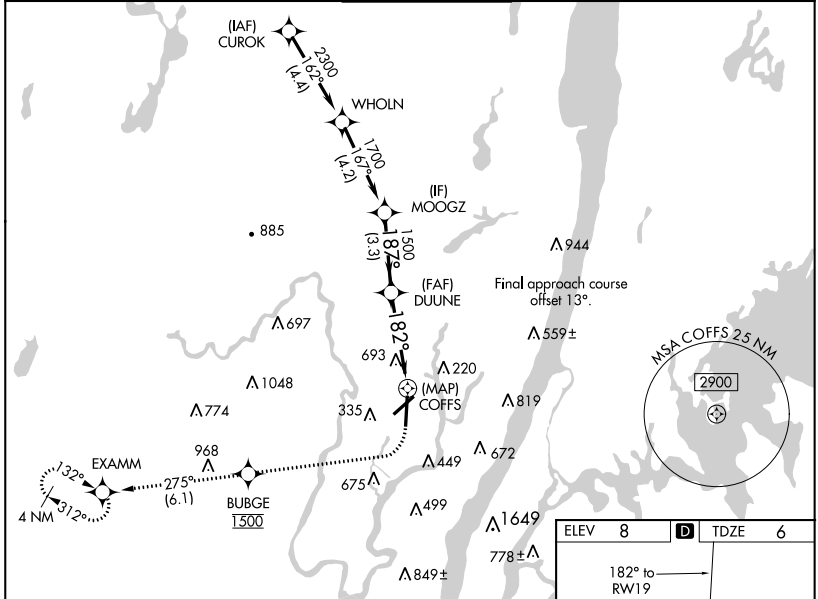 (IAF)
CUROK
2300
162°
(4.4)
WHOLN
1700
167°
(4.2)
(IF)
MOOGZ
885
1500
187°
(3.3)
944
(FAF)
DUUNE
Final approach course
offset 13°.
697
182°
559±
MSA COFFS 25 NM
693
220
2900
1048
(MAP)
COFFS
774
335
819
968
EXAMM
132°
275°
(6.1)
449
672
675
312°
4 NM
BUBGE
1500
499
1649
778±
849±
ELEV 8 D TDZE 6
182° to
RW19